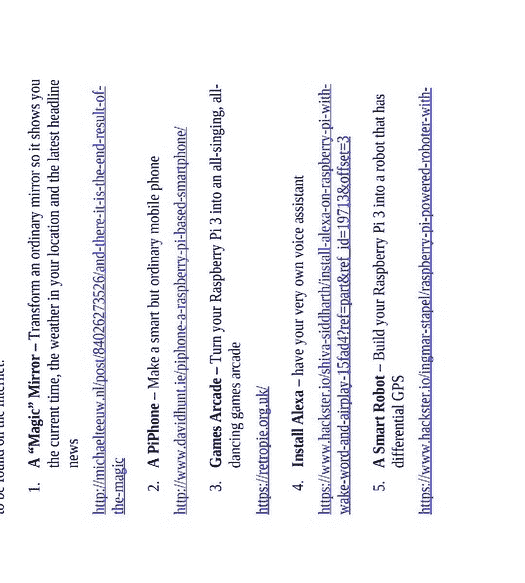 to be found on the internet.
1. A “Magic” Mirror – Transform an ordinary mirror so it shows you
the current time, the weather in your location and the latest headline
news
http://michaelteeuw.nl/post/84026273526/and-there-it-is-the-end-result-of-
the-magic
2. A PiPhone – Make a smart but ordinary mobile phone
http://www.davidhunt.ie/piphone-a-raspberry-pi-based-smartphone/
3. Games Arcade – Turn your Raspberry Pi 3 into an all-singing, all-
dancing games arcade
https://retropie.org.uk/
4. Install Alexa – have your very own voice assistant
https://www.hackster.io/shiva-siddharth/install-alexa-on-raspberry-pi-with-
wake-word-and-airplay-15fad4?ref=part&ref_id=19713&offset=3
5. A Smart Robot – Build your Raspberry Pi 3 into a robot that has
differential GPS
https://www.hackster.io/ingmar-stapel/raspberry-pi-powered-roboter-with-